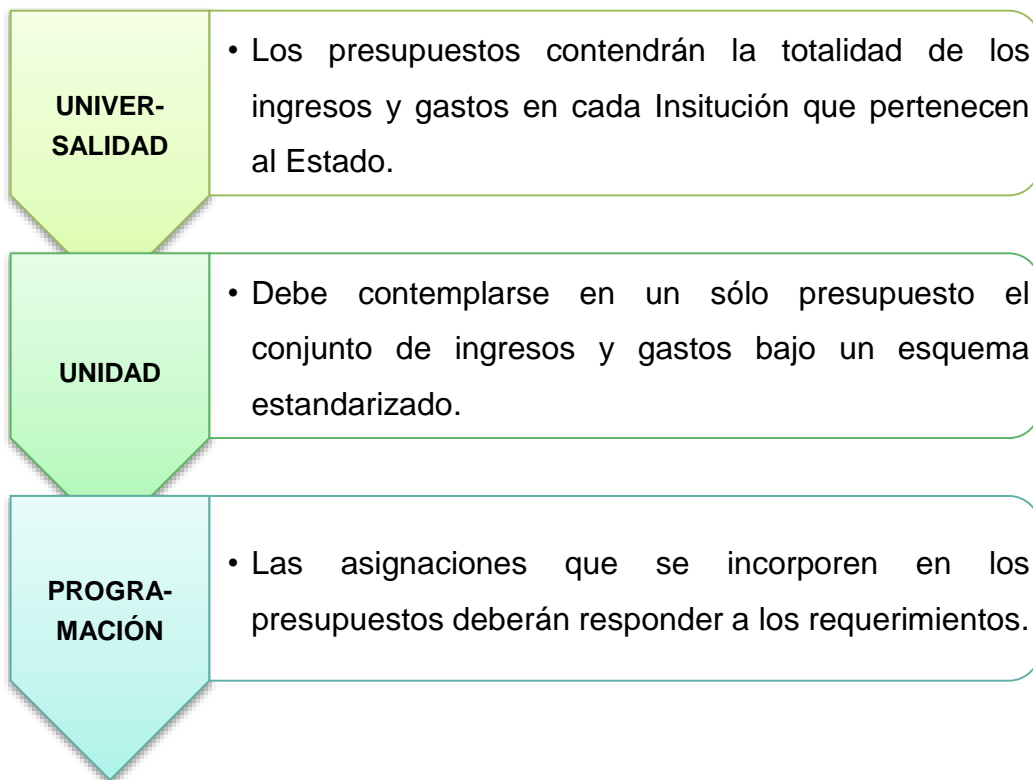 UNIVER-
SALIDAD
• Los presupuestos contendrán la totalidad de los
ingresos y gastos en cada Insitución que pertenecen
al Estado.
UNIDAD
• Debe contemplarse en un sólo presupuesto el
conjunto de ingresos y gastos bajo un esquema
estandarizado.
PROGRA-
MACIÓN
• Las asignaciones que se incorporen en los
presupuestos deberán responder a los requerimientos.